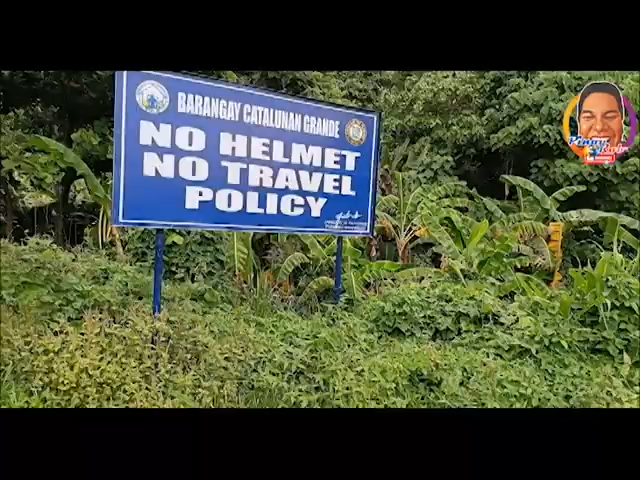 BARANGAY CATALUNAN GRANDE
NO HELMET
NO TRAVEL
POLICY